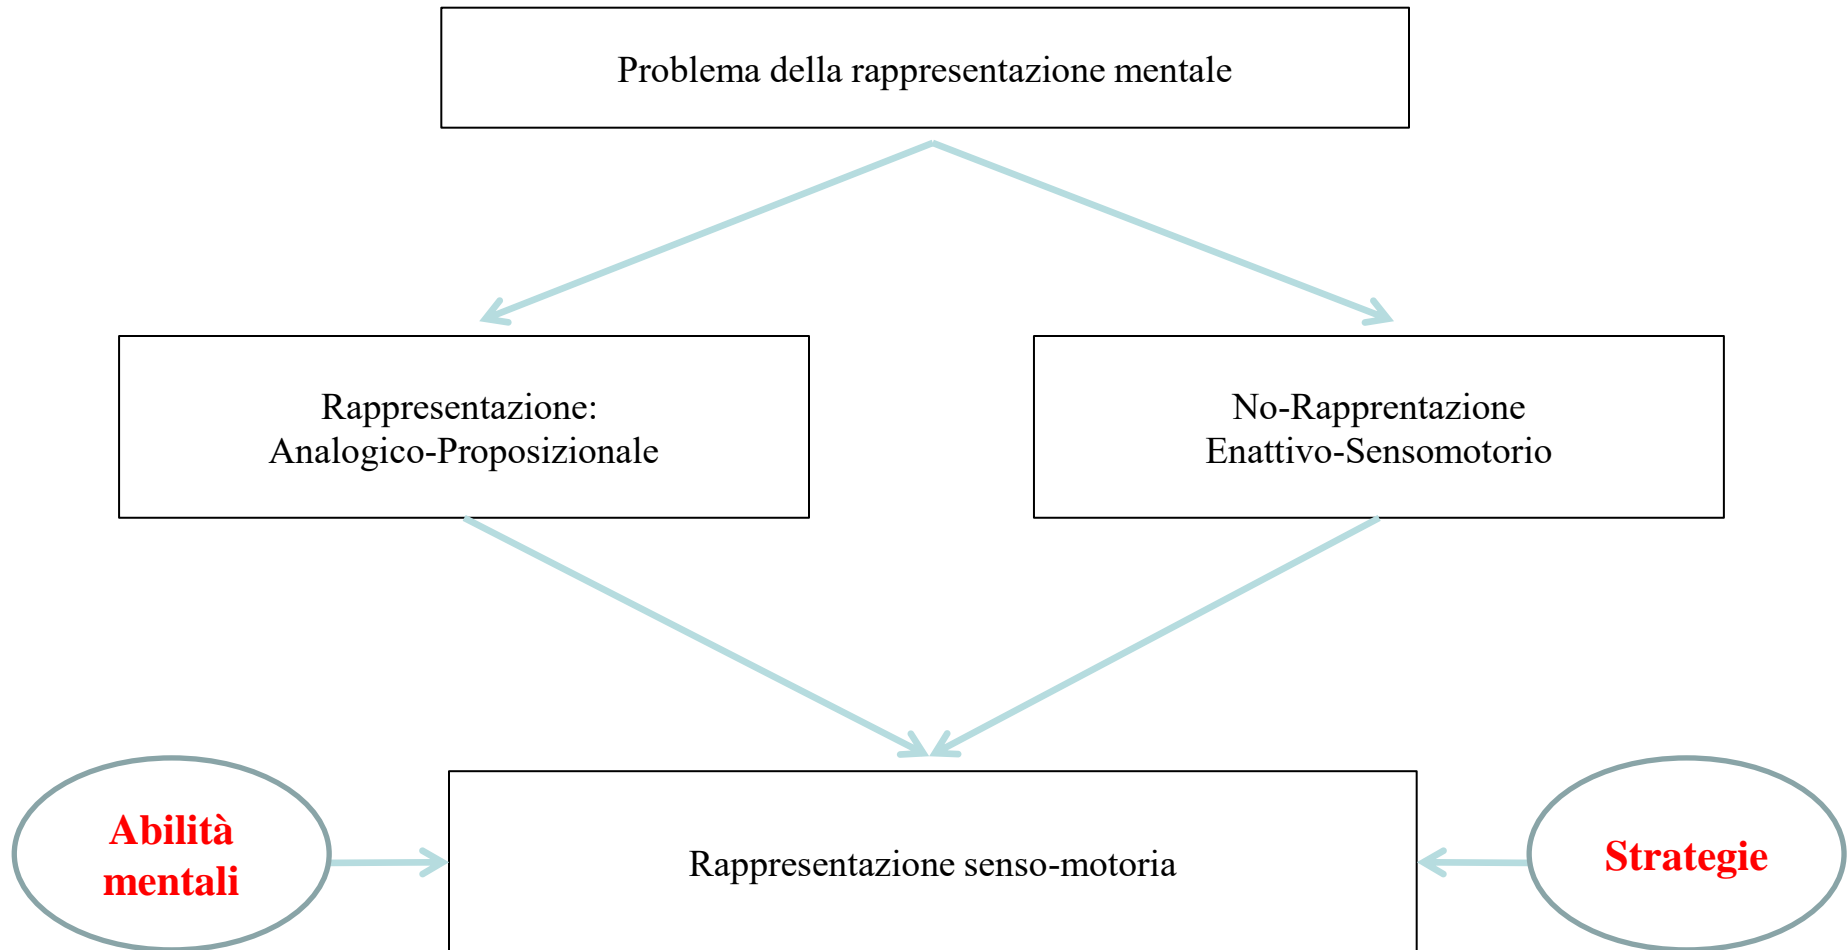 Problema della rappresentazione mentale
Rappresentazione:
Analogico-Proposizionale
No-Rapprentazione
Enattivo-Sensomotorio
Abilità
mentali
Rappresentazione senso-motoria
Strategie